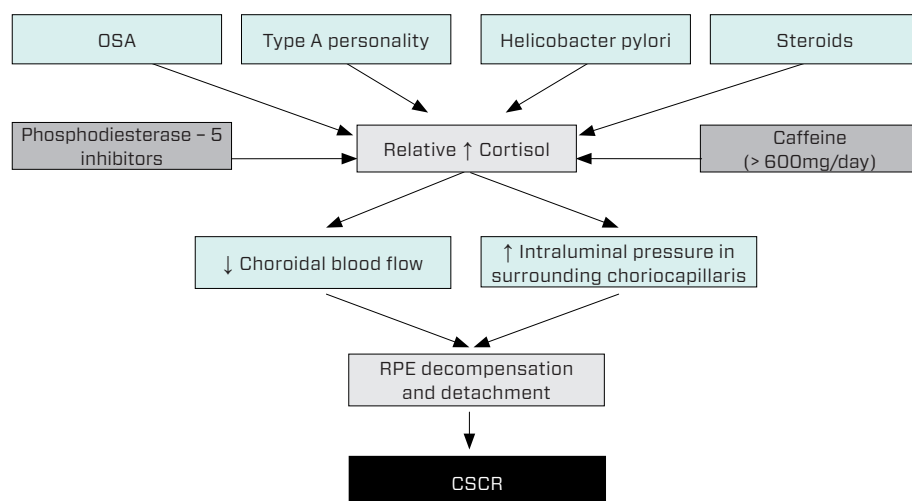 OSA
Type A personality
Helicobacter pylori
Steroids
Phosphodiesterase – 5
inhibitors
Relative ↑ Cortisol
Caffeine
(> 600mg/day)
↓ Choroidal blood flow
↑ Intraluminal pressure in
surrounding choriocapillaris
RPE decompensation
and detachment
CSCR